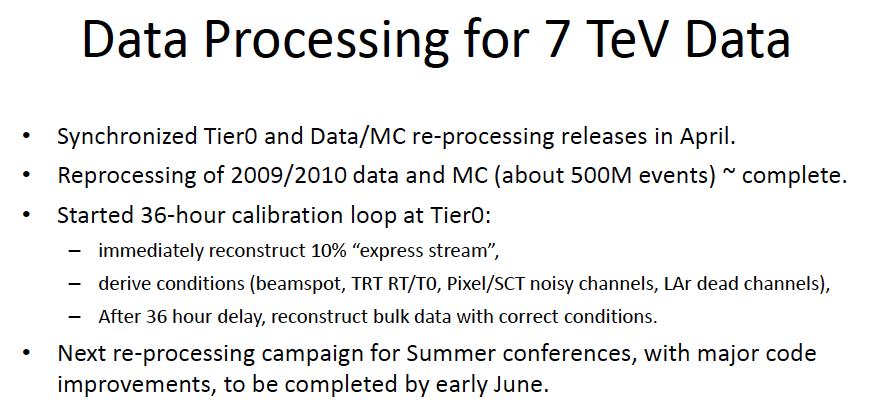 Data Processing for 7 TeV Data
• Synchronized Tier0 and Data/MC re-processing releases in April.
• Reprocessing of 2009/2010 data and MC (about 500M events) ~ complete.
• Started 36-hour calibration loop at Tier0:
– immediately reconstruct 10% “express stream”,
– derive conditions (beamspot, TRT RT/T0, Pixel/SCT noisy channels, LAr dead channels),
– After 36 hour delay, reconstruct bulk data with correct conditions.
• Next re-processing campaign for Summer conferences, with major code
improvements, to be completed by early June.